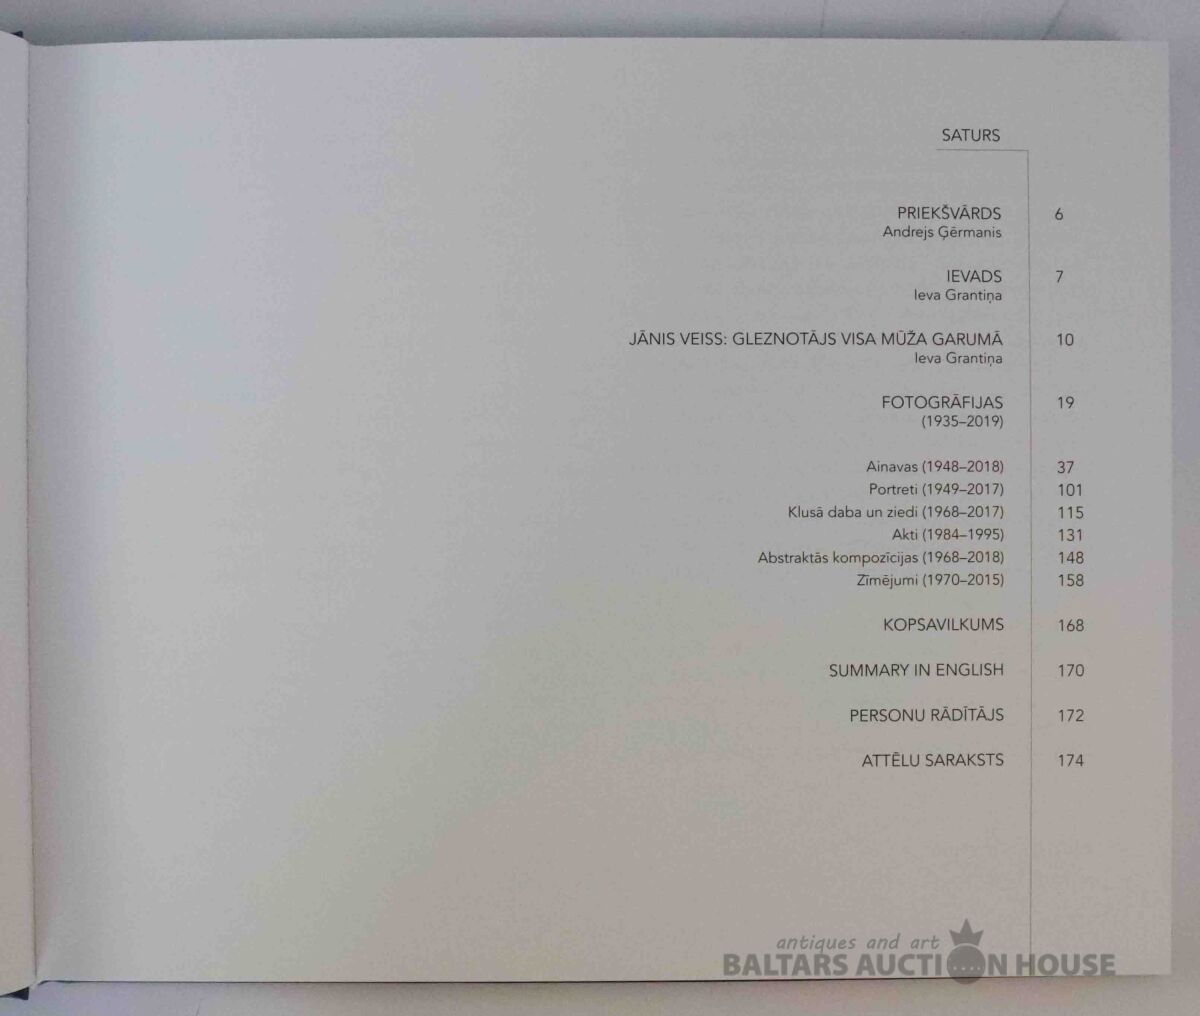 SATURS
PRIEKŠVĀRDS 6
Andrejs Ģērmanis
IEVADS 7
Ieva Grantiņa
JĀNIS VEISS: GLEZNOTĀJS VISA MŪŽA GARUMĀ 10
Ieva Grantiņa
FOTOGRĀFIJAS 19
(1935–2019)
Ainavas (1948–2018) 37
Portreti (1949–2017) 101
Klusā daba un ziedi (1968–2017) 115
Akti (1984–1995) 131
Abstraktās kompozīcijas (1968–2018) 148
Zīmējumi (1970–2015) 158
KOPSAVILKUMS 168
SUMMARY IN ENGLISH 170
PERSONU RĀDĪTĀJS 172
ATTĒLU SARAKSTS 174
antiques and art
BALTARS AUCTION HOUSE